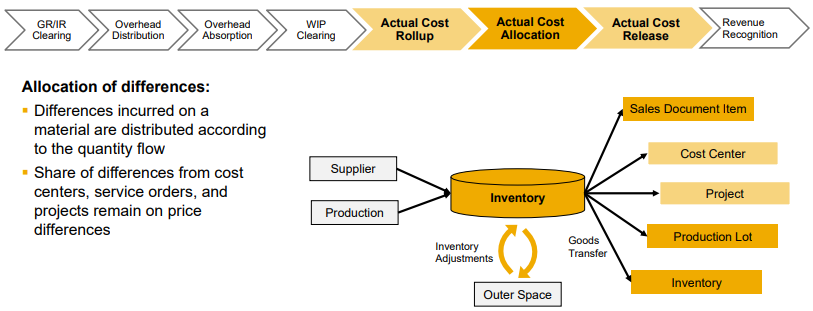 GR/IR
Clearing
Overhead
Distribution
Overhead
Absorption
WIP
Clearing
Actual Cost
Rollup
Actual Cost
Allocation
Actual Cost
Release
Revenue
Recognition
Allocation of differences:
Differences incurred on a
material are distributed according
to the quantity flow
Share of differences from cost
centers, service orders, and
projects remain on price
differences
Supplier
Production
Inventory
Inventory
Adjustments
Outer Space
Goods
Transfer
Sales Document Item
Cost Center
Project
Production Lot
Inventory